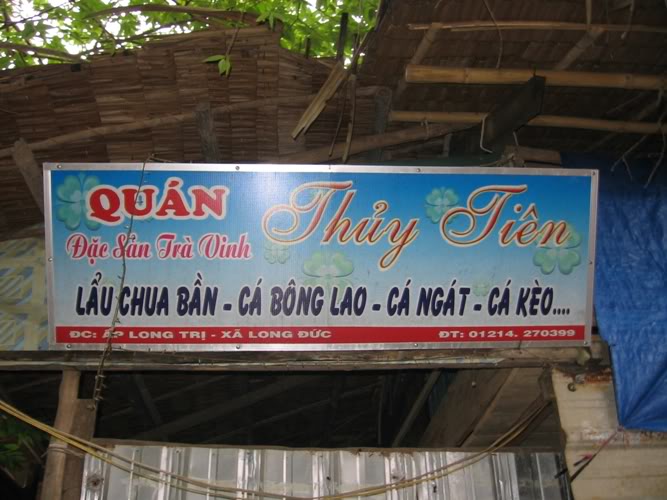 QUÁN Thủy Tiên
Đặc Sản Trà Vinh
LẨU CHUA BẦN - CÁ BÔNG LAO - CÁ NGÁT - CÁ KÈO....
ĐC: ẤP LONG TRỊ - XÃ LONG ĐỨC ĐT: 01214. 270399